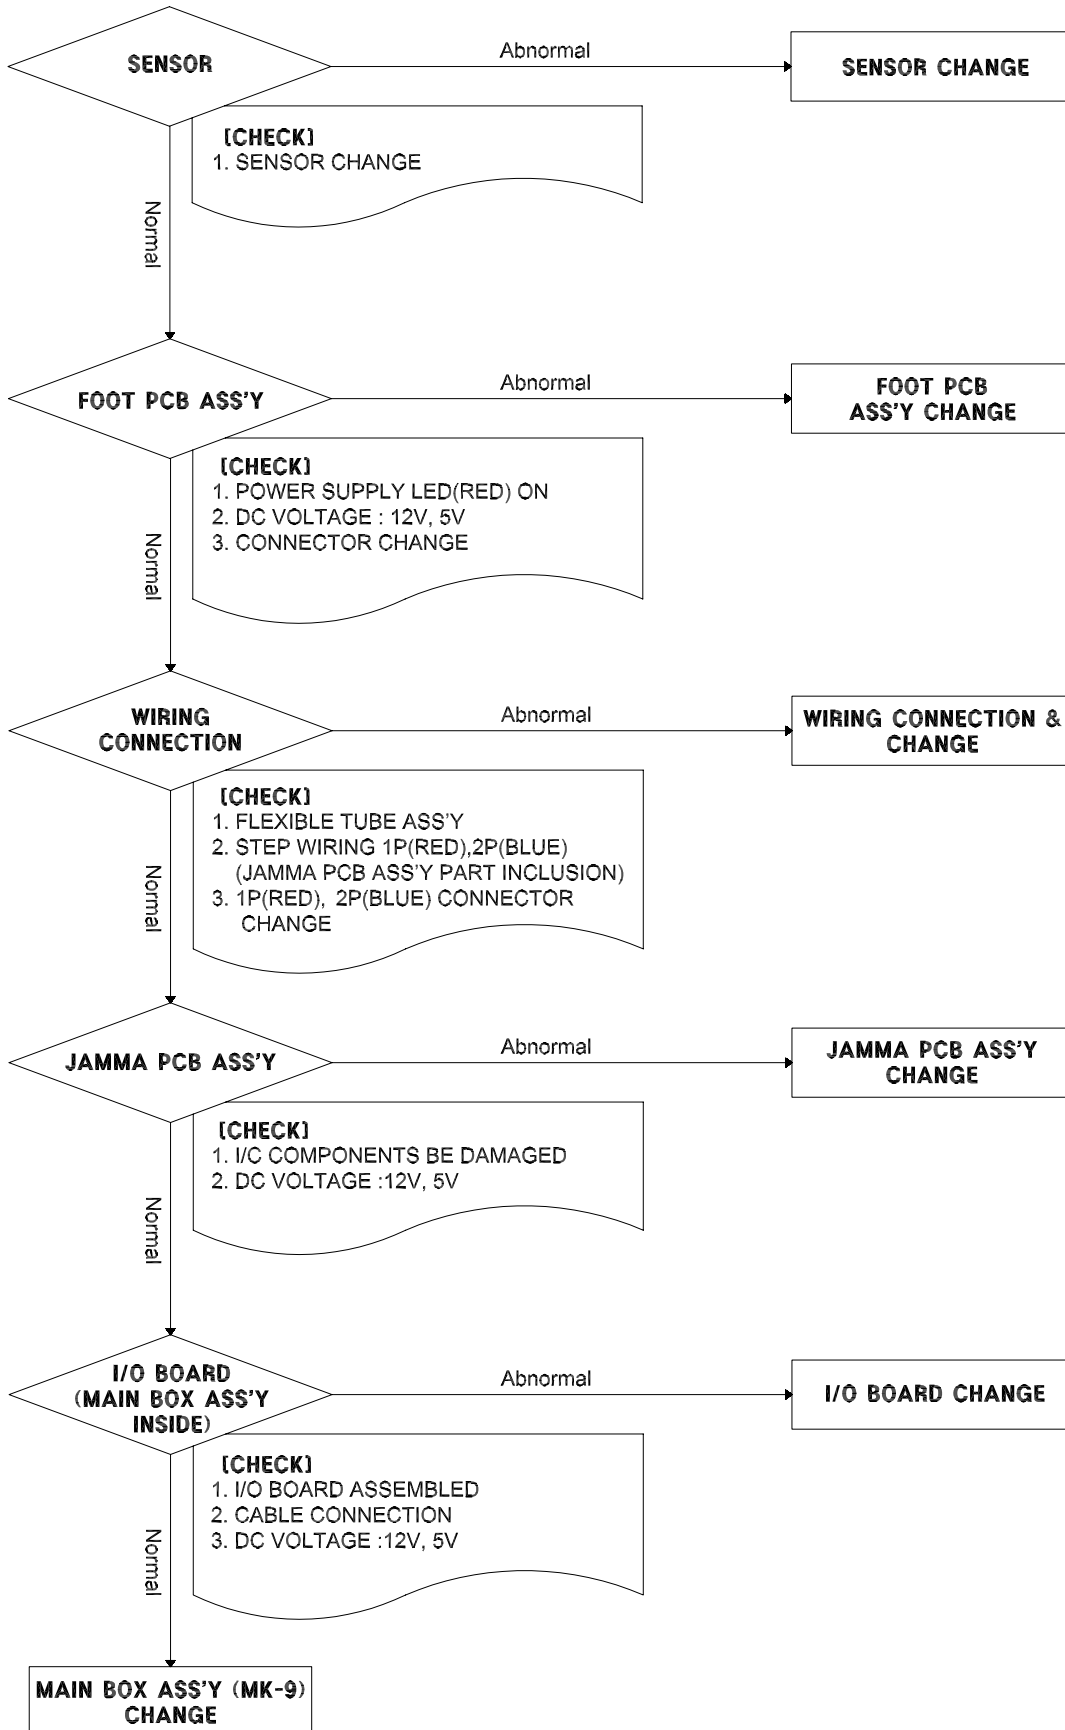 SENSOR
Abnormal
SENSOR CHANGE
[CHECK]
1. SENSOR CHANGE
Normal
FOOT PCB ASS'Y
Abnormal
FOOT PCB
ASS'Y CHANGE
[CHECK]
1. POWER SUPPLY LED(RED) ON
2. DC VOLTAGE : 12V, 5V
3. CONNECTOR CHANGE
Normal
WIRING
CONNECTION
Abnormal
WIRING CONNECTION &
CHANGE
[CHECK]
1. FLEXIBLE TUBE ASS'Y
2. STEP WIRING 1P(RED),2P(BLUE)
(JAMMA PCB ASS'Y PART INCLUSION)
3. 1P(RED), 2P(BLUE) CONNECTOR
CHANGE
Normal
JAMMA PCB ASS'Y
Abnormal
JAMMA PCB ASS'Y
CHANGE
[CHECK]
1. I/C COMPONENTS BE DAMAGED
2. DC VOLTAGE :12V, 5V
Normal
I/O BOARD
(MAIN BOX ASS'Y
INSIDE)
Abnormal
I/O BOARD CHANGE
[CHECK]
1. I/O BOARD ASSEMBLED
2. CABLE CONNECTION
3. DC VOLTAGE :12V, 5V
Normal
MAIN BOX ASS'Y (MK-9)
CHANGE